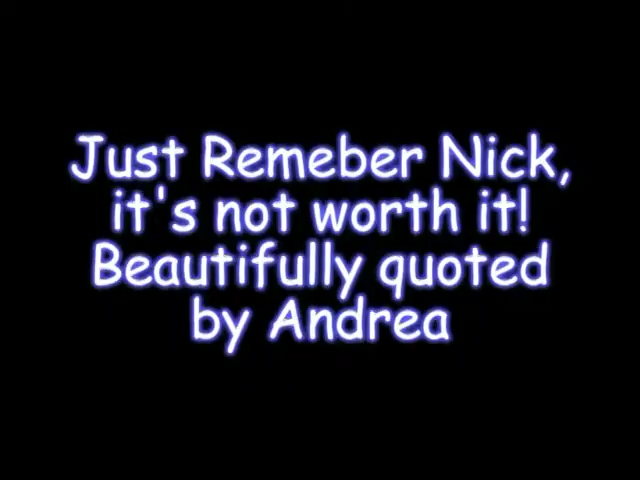 Just Remeber Nick,
it's not worth it!
Beautifully quoted
by Andrea